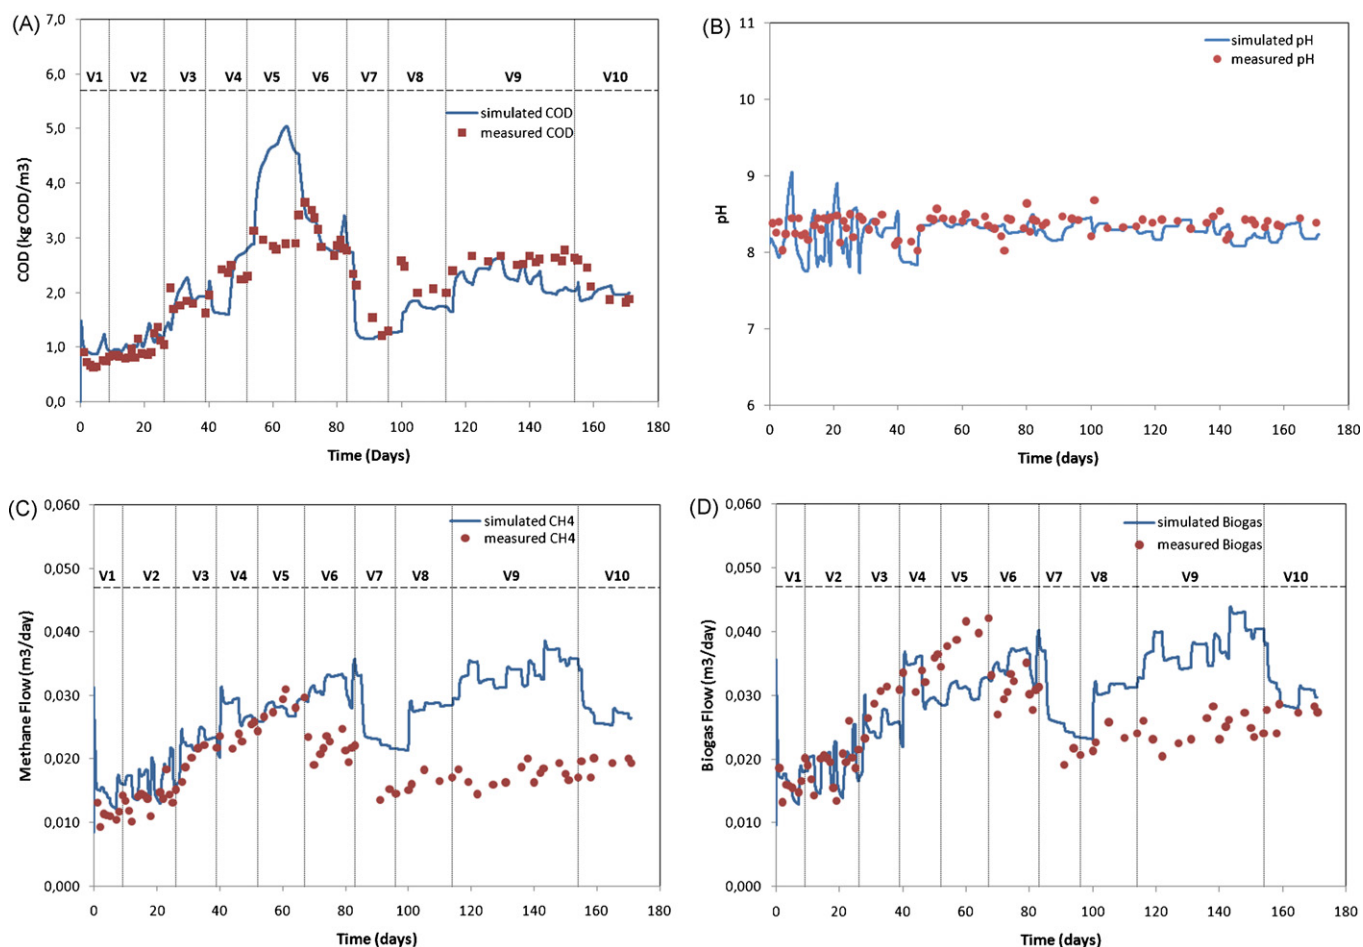 (A)
7,0
6,0
5,0
4,0
3,0
2,0
1,0
0,0
COD (kg COD/m3)
V1 V2 V3 V4 V5 V6 V7 V8 V9 V10
simulated COD
measured COD
0 20 40 60 80 100 120 140 160 180
Time (Days)
(B)
11
10
9
8
7
6
pH
simulated pH
measured pH
0 20 40 60 80 100 120 140 160 180
Time (days)
(C)
0,060
0,050
0,040
0,030
0,020
0,010
0,000
Methane Flow (m3/day)
simulated CH4
measured CH4
V1 V2 V3 V4 V5 V6 V7 V8 V9 V10
0 20 40 60 80 100 120 140 160 180
Time (days)
(D)
0,060
0,050
0,040
0,030
0,020
0,010
0,000
Biogas Flow (m3/day)
simulated Biogas
measured Biogas
V1 V2 V3 V4 V5 V6 V7 V8 V9 V10
0 20 40 60 80 100 120 140 160 180
Time (days)